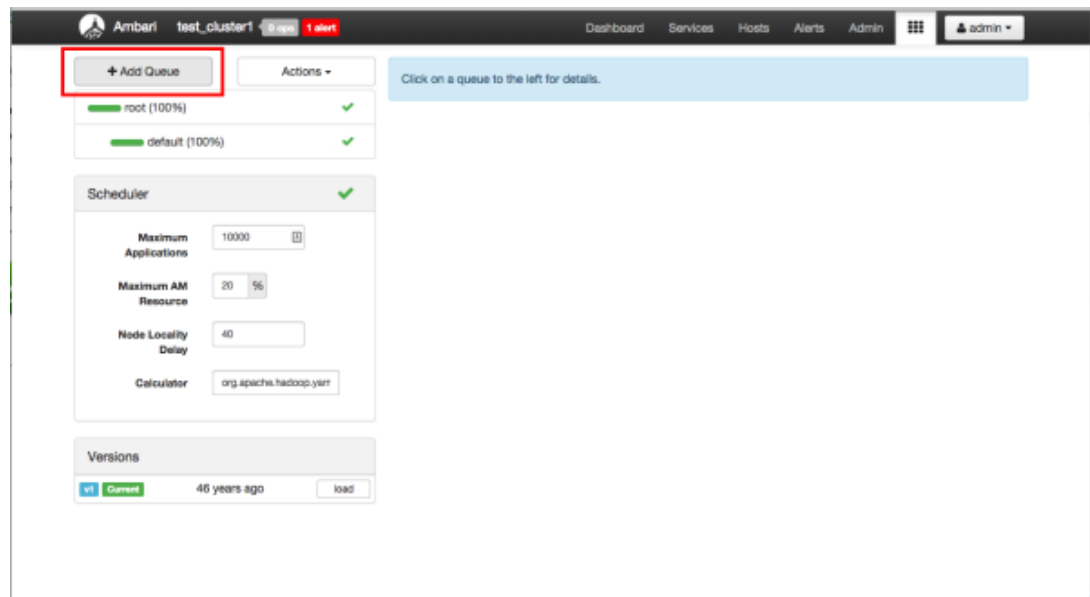 Ambari test_cluster1 0 ops 1 alert Dashboard Services Hosts Alerts Admin admin
+ Add Queue Actions
Click on a queue to the left for details.
root (100%)
default (100%)
Scheduler
Maximum Applications 10000
Maximum AM Resource 20 %
Node Locality Delay 40
Calculator org.apache.hadoop.yarr
Versions
v1 Current 46 years ago load